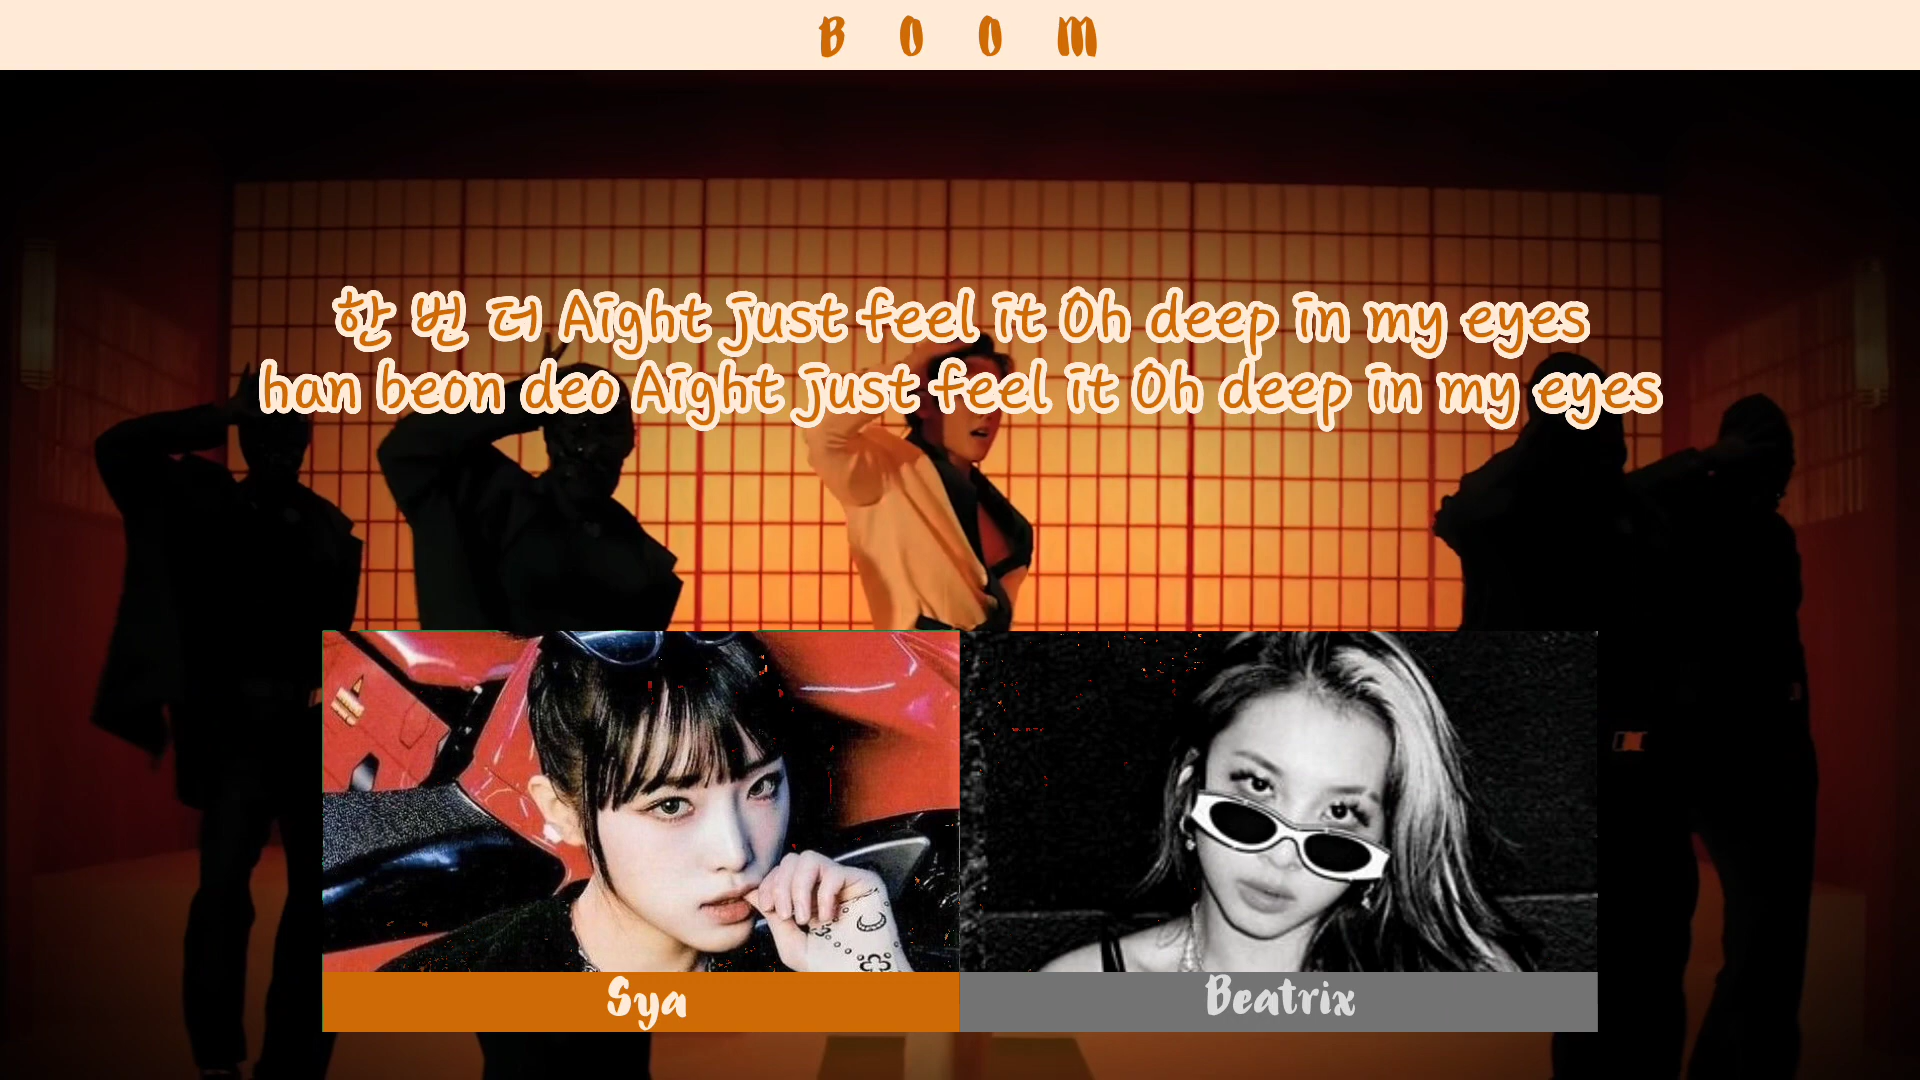 B O O M
한 번 더 Aight just feel it Oh deep in my eyes
han beon deo Aight just feel it Oh deep in my eyes
Sya
Beatrix